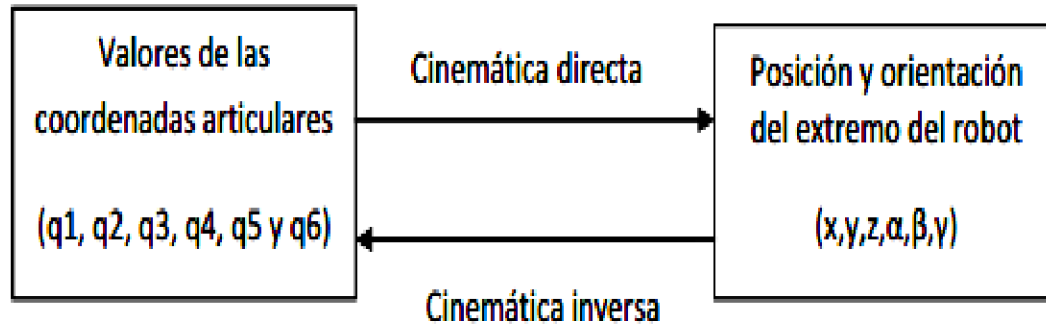 Valores de las
coordenadas articulares
(q1, q2, q3, q4, q5 y q6)
Cinemática directa
Cinemática inversa
Posición y orientación
del extremo del robot
(x,y,z,α,β,γ)